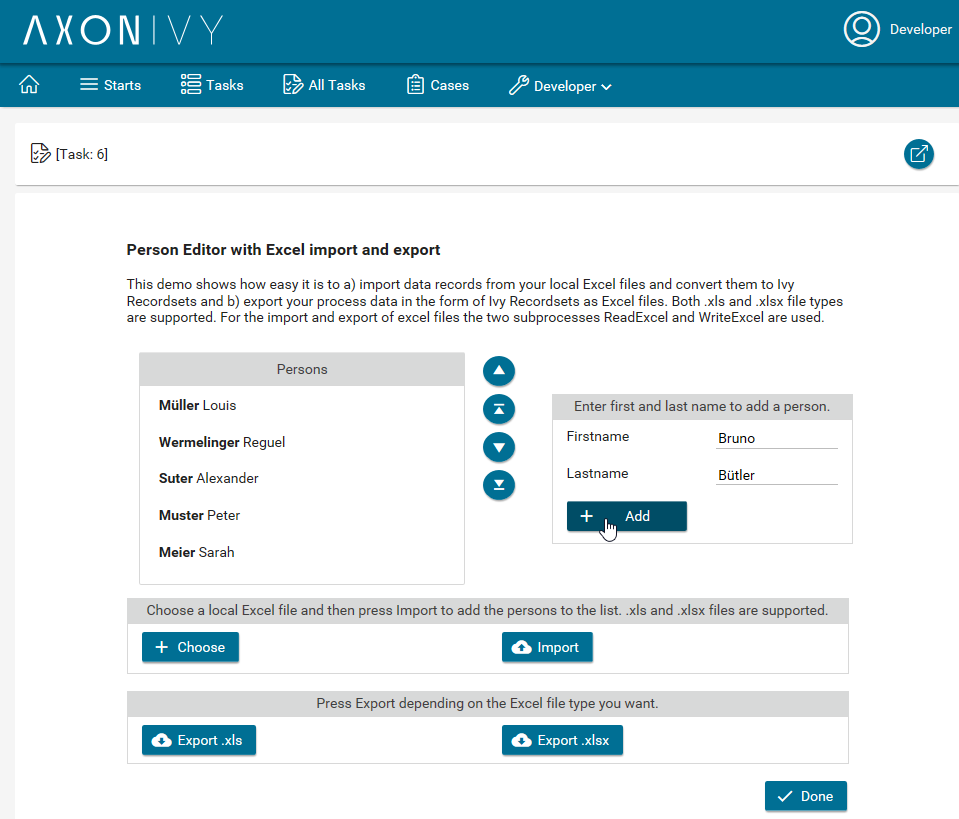 AXONIVY
Developer
Starts
Tasks
All Tasks
Cases
Developer
[Task: 6]
Person Editor with Excel import and export
This demo shows how easy it is to a) import data records from your local Excel files and convert them to Ivy
Recordsets and b) export your process data in the form of Ivy Recordsets as Excel files. Both .xls and .xlsx file types
are supported. For the import and export of excel files the two subprocesses ReadExcel and WriteExcel are used.
Persons
Müller Louis
Wermelinger Reguel
Suter Alexander
Muster Peter
Meier Sarah
Enter first and last name to add a person.
Firstname Bruno
Lastname Bütler
Add
Choose a local Excel file and then press Import to add the persons to the list. .xls and .xlsx files are supported.
Choose
Import
Press Export depending on the Excel file type you want.
Export .xls
Export .xlsx
Done